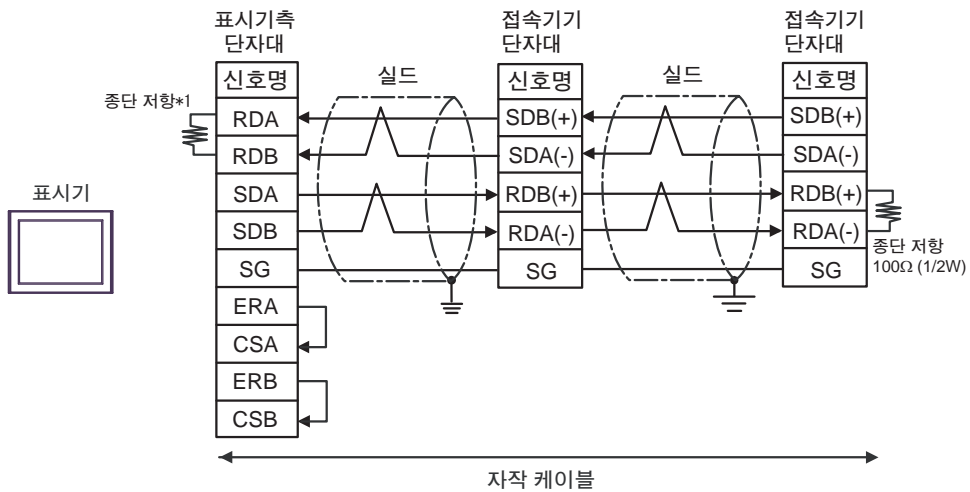 표시기측
단자대
접속기기
단자대
접속기기
단자대
신호명
실드
신호명
실드
신호명
종단 저항*1
RDA
SDB(+)
SDB(+)
RDB
SDA(-)
SDA(-)
표시기
SDA
RDB(+)
RDB(+)
SDB
RDA(-)
RDA(-)
종단 저항
100Ω (1/2W)
SG
SG
SG
ERA
CSA
ERB
CSB
자작 케이블